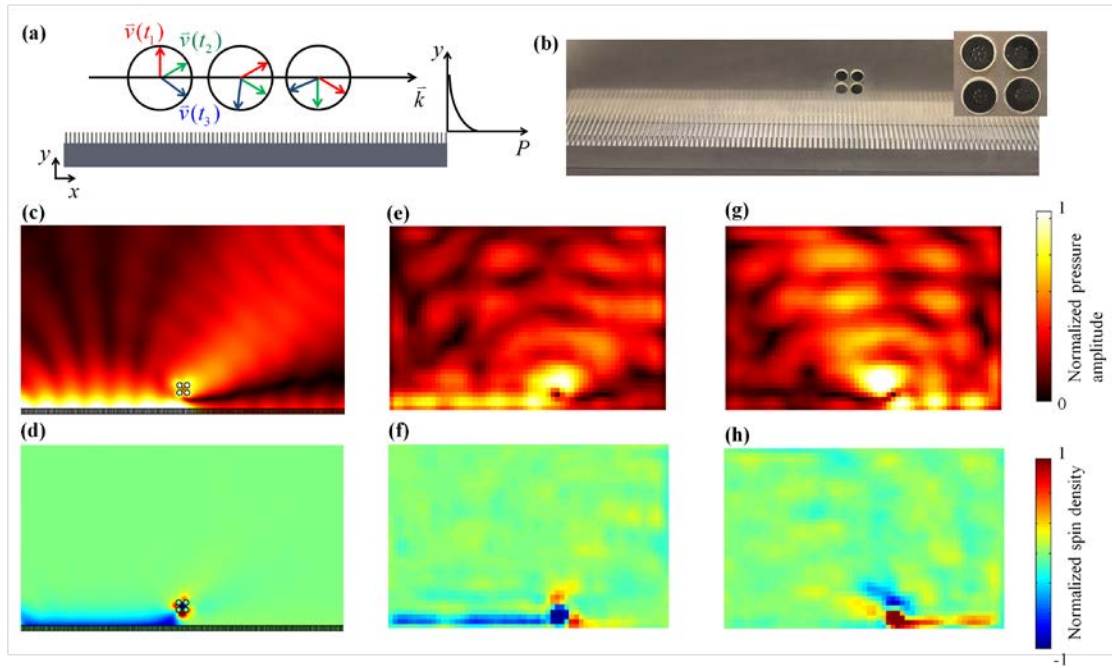 (a)
v⃗(t₁)
v⃗(t₂)
v⃗(t₃)
k⃗
y
P
y
x
(b)
(c)
(e)
(g)
1
0
Normalized pressure
amplitude
(d)
(f)
(h)
1
-1
Normalized spin density